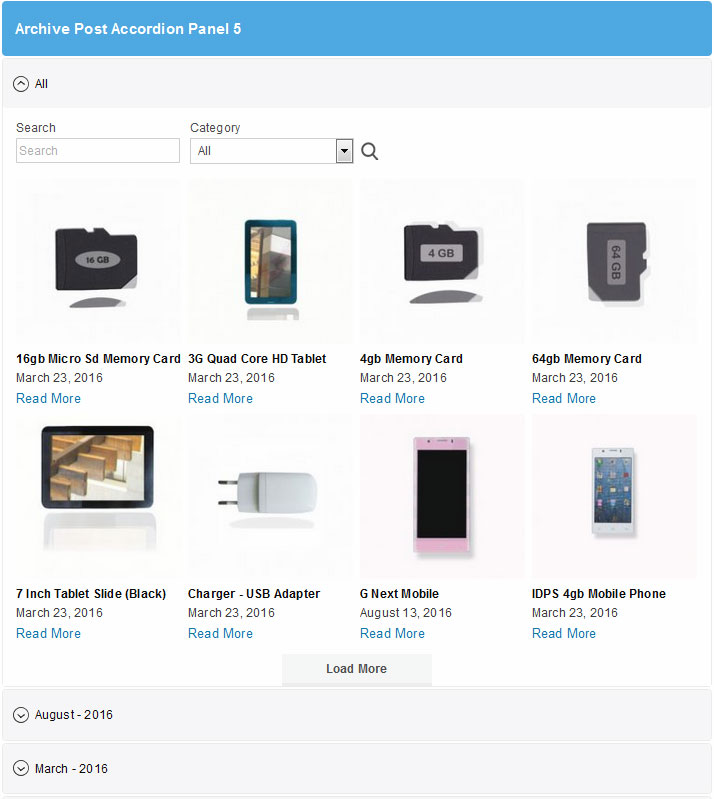 Archive Post Accordion Panel 5
All
Search
Category
Search
All
16 GB
4 GB
64 GB
16gb Micro Sd Memory Card
3G Quad Core HD Tablet
4gb Memory Card
64gb Memory Card
March 23, 2016
March 23, 2016
March 23, 2016
March 23, 2016
Read More
Read More
Read More
Read More
7 Inch Tablet Slide (Black)
Charger - USB Adapter
G Next Mobile
IDPS 4gb Mobile Phone
March 23, 2016
March 23, 2016
August 13, 2016
March 23, 2016
Read More
Read More
Read More
Read More
Load More
August - 2016
March - 2016